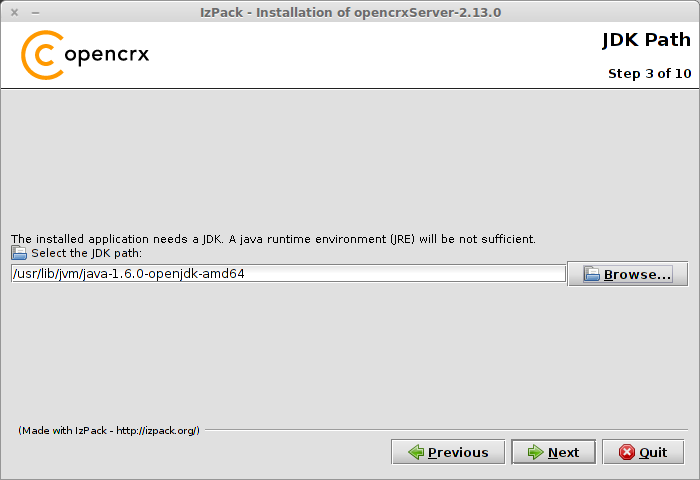 IzPack - Installation of opencrxServer-2.13.0
opencrx
JDK Path
Step 3 of 10
The installed application needs a JDK. A java runtime environment (JRE) will be not sufficient.
Select the JDK path:
/usr/lib/jvm/java-1.6.0-openjdk-amd64
Browse...
(Made with IzPack - http://izpack.org/)
Previous
Next
Quit